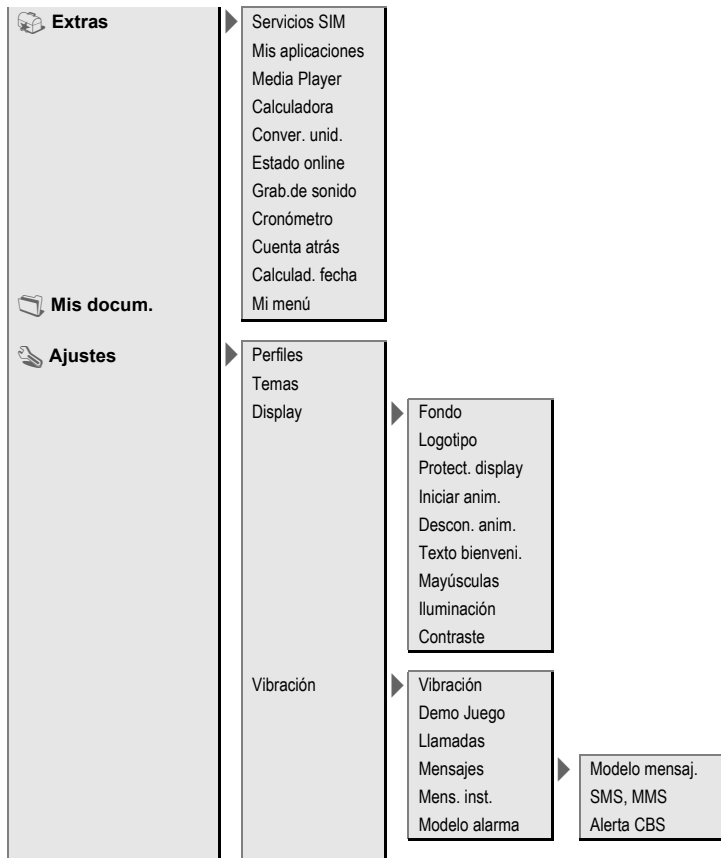 Extras
Servicios SIM
Mis aplicaciones
Media Player
Calculadora
Conver. unid.
Estado online
Grab.de sonido
Cronómetro
Cuenta atrás
Calculad. fecha
Mi menú
Mis docum.
Ajustes
Perfiles
Temas
Display
Fondo
Logotipo
Protect. display
Iniciar anim.
Descon. anim.
Texto bienveni.
Mayúsculas
Iluminación
Contraste
Vibración
Vibración
Demo Juego
Llamadas
Mensajes
Modelo mensaj.
SMS, MMS
Alerta CBS
Mens. inst.
Modelo alarma